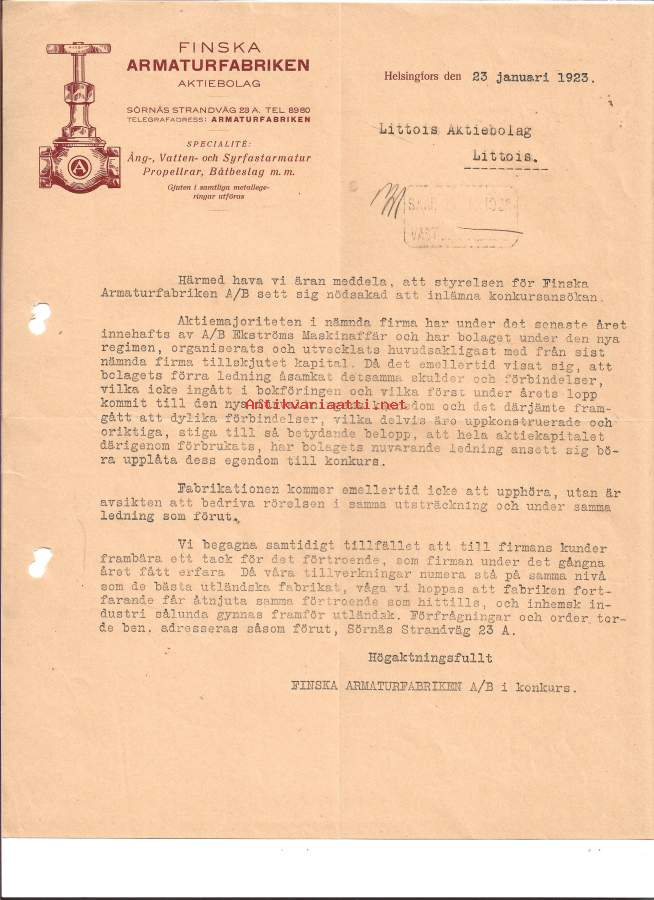 FINSKA
ARMATURFABRIKEN
AKTIEBOLAG
SÖRNÄS STRANDVÄG 23 A. TEL 8980
TELEGRAFADRESS: ARMATURFABRIKEN
SPECIALITÉ:
Ång-, Vatten- och Syrfastarmatur
Propellrar, Båtbeslag m. m.
Gjuten i samtliga metallege-
ringar utföras
A
Helsingfors den 23 januari 1923.
Littois Aktiebolag
Littois.
Härmed hava vi äran meddela, att styrelsen för Finska
Armaturfabriken A/B sett sig nödsakad att inlämna konkursansökan.
Aktiemajoriteten i nämnda firma har under det senaste året
innehafts av A/B Ekströms Maskinaffär och har bolaget under den nya
regimen, organiserats och utvecklats huvudsakligast med från sist
nämnda firma tillskjutet kapital. Då det emellertid visat sig, att
bolagets förra ledning åsamkat detsamma skulder och förbindelser,
vilka icke ingått i bokföringen och vilka först under årets lopp
kommit till den nya dom och det därjämte fram-
Antikvariaatti.net
gått att dylika förbindelser, vilka delvis äro uppkonstruerade och
oriktiga, stiga till så betydande belopp, att hela aktiekapitalet
därigenom förbrukats, har bolagets nuvarande ledning ansett sig bö-
ra upplåta dess egendom till konkurs.
Fabrikationen kommer emellertid icke att upphöra, utan är
avsikten att bedriva rörelsen i samma utsträckning och under samma
ledning som förut.
Vi begagna samtidigt tillfället att till firmans kunder
frambära ett tack för det förtroende, som firman under det gångna
året fått erfara Då våra tillverkningar numera stå på samma nivå
som de bästa utländska fabrikat, våga vi hoppas att fabriken fort-
farande får åtnjuta samma förtroende som hittills, och inhemsk in-
dustri sålunda gynnas framför utländsk. Förfrågningar och order tor-
de ben. adresseras såsom förut, Sörnäs Strandväg 23 A.
Högaktningsfullt
FINSKA ARMATURFABRIKEN A/B i konkurs.